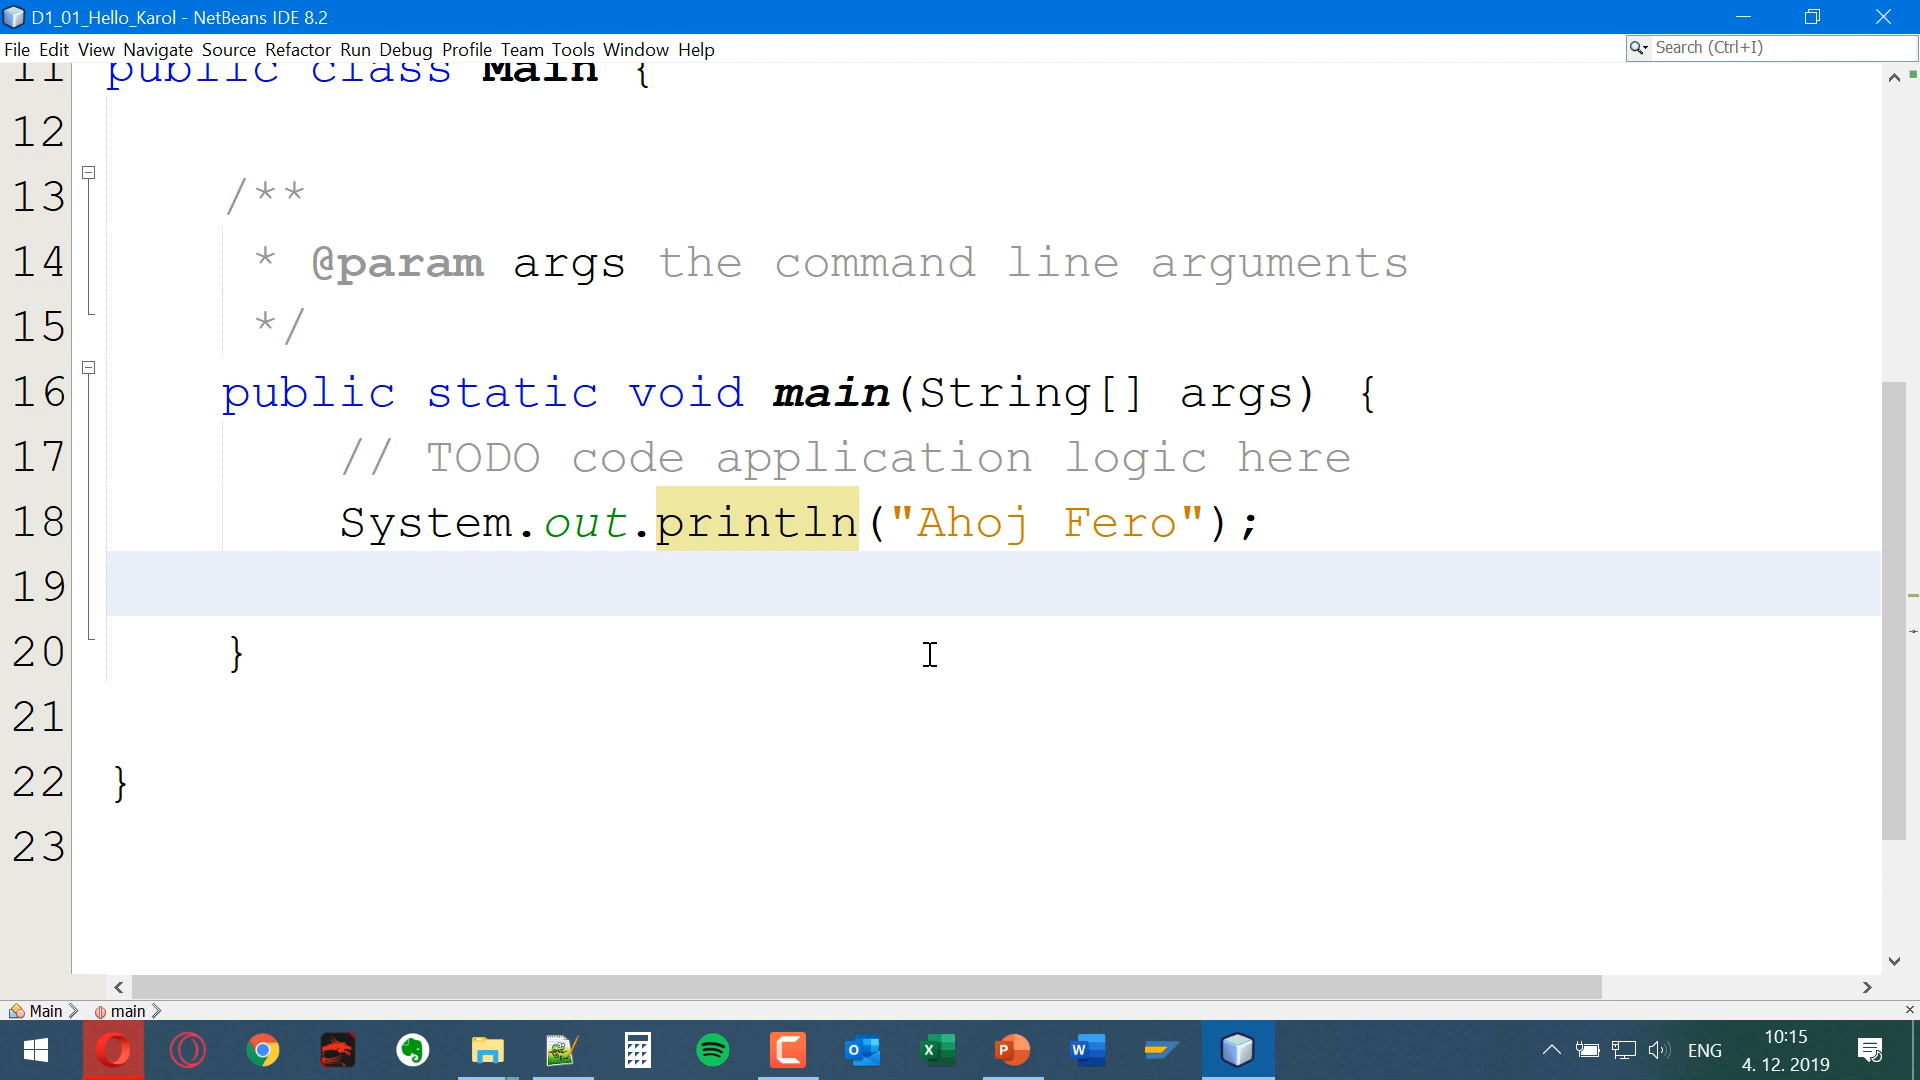 D1_01_Hello_Karol - NetBeans IDE 8.2
File Edit View Navigate Source Refactor Run Debug Profile Team Tools Window Help
Search (Ctrl+I)
11 public class Main {
12
13 /**
14 * @param args the command line arguments
15 */
16 public static void main(String[] args) {
17 // TODO code application logic here
18 System.out.println("Ahoj Fero");
19
20 }
21
22 }
23
Main main
ENG
10:15
4. 12. 2019